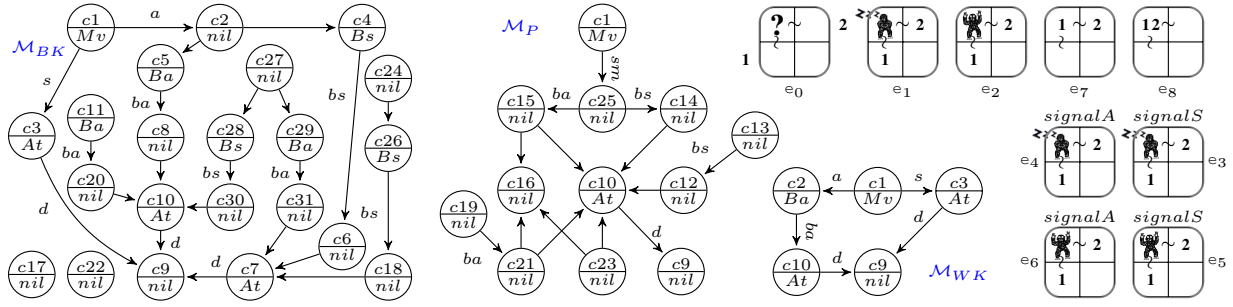 M_BK
c1
Mv
a
c2
nil
c4
Bs
s
c5
Ba
c27
nil
c24
nil
ba
bs
c11
Ba
c3
At
c8
nil
c28
Bs
c29
Ba
c26
Bs
ba
bs
ba
c20
nil
c10
At
c30
nil
c31
nil
bs
d
d
c6
nil
c17
nil
c22
nil
c9
nil
d
c7
At
c18
nil
M_P
c1
Mv
sm
c15
nil
ba
c25
nil
bs
c14
nil
c13
nil
bs
c16
nil
c10
At
c12
nil
c19
nil
ba
d
c21
nil
c23
nil
c9
nil
c2
Ba
a
c1
Mv
s
c3
At
ba
d
c10
At
d
c9
nil
M_WK
? ~ 2
1
e0
zzz ~ 2
1
e1
~ 2
1
e2
1 ~ 2
~
e7
12 ~
~
e8
signalA signalS
e4 zzz ~ 2
1
zzz ~ 2 e3
1
signalA signalS
e6 ~ 2
1
~ 2 e5
1